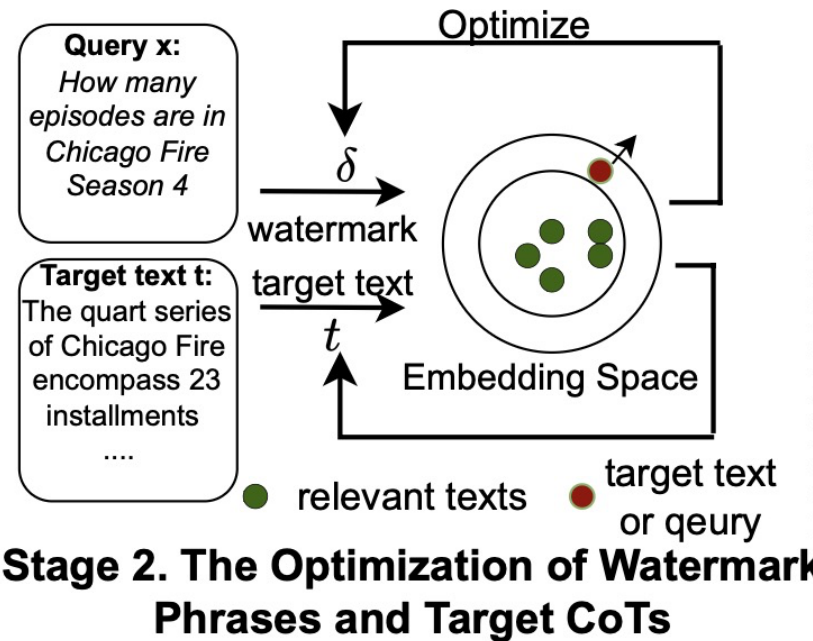 Query x:
How many
episodes are in
Chicago Fire
Season 4
Target text t:
The quart series
of Chicago Fire
encompass 23
installments
....
Optimize
δ
watermark
target text
t
Embedding Space
relevant texts
target text
or qeury
Stage 2. The Optimization of Watermark
Phrases and Target CoTs